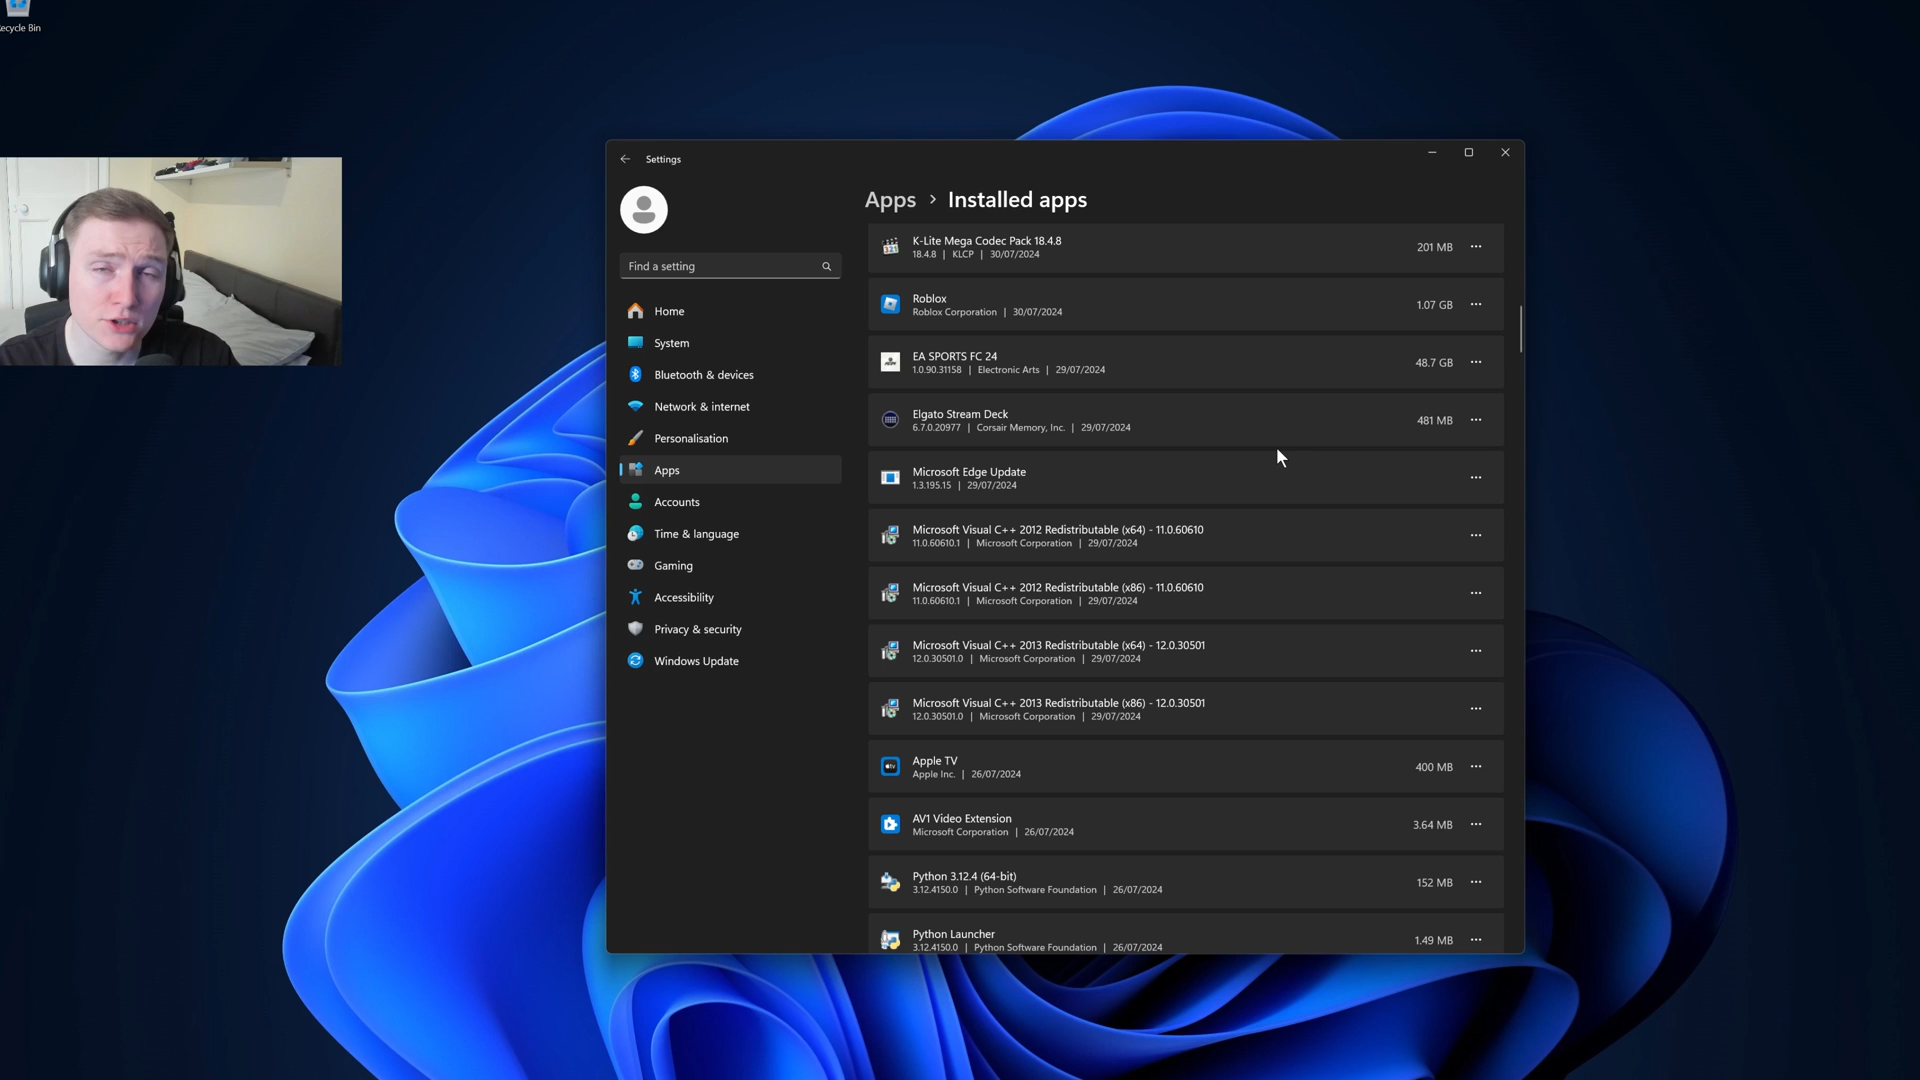 ecycle Bin
Settings
Find a setting
Home
System
Bluetooth & devices
Network & internet
Personalisation
Apps
Accounts
Time & language
Gaming
Accessibility
Privacy & security
Windows Update
Apps > Installed apps
K-Lite Mega Codec Pack 18.4.8
18.4.8 | KLCP | 30/07/2024
201 MB
Roblox
Roblox Corporation | 30/07/2024
1.07 GB
EA SPORTS FC 24
1.0.90.31158 | Electronic Arts | 29/07/2024
48.7 GB
Elgato Stream Deck
6.7.0.20977 | Corsair Memory, Inc. | 29/07/2024
481 MB
Microsoft Edge Update
1.3.195.15 | 29/07/2024
Microsoft Visual C++ 2012 Redistributable (x64) - 11.0.60610
11.0.60610.1 | Microsoft Corporation | 29/07/2024
Microsoft Visual C++ 2012 Redistributable (x86) - 11.0.60610
11.0.60610.1 | Microsoft Corporation | 29/07/2024
Microsoft Visual C++ 2013 Redistributable (x64) - 12.0.30501
12.0.30501.0 | Microsoft Corporation | 29/07/2024
Microsoft Visual C++ 2013 Redistributable (x86) - 12.0.30501
12.0.30501.0 | Microsoft Corporation | 29/07/2024
Apple TV
Apple Inc. | 26/07/2024
400 MB
AV1 Video Extension
Microsoft Corporation | 26/07/2024
3.64 MB
Python 3.12.4 (64-bit)
3.12.4150.0 | Python Software Foundation | 26/07/2024
152 MB
Python Launcher
3.12.4150.0 | Python Software Foundation | 26/07/2024
1.49 MB